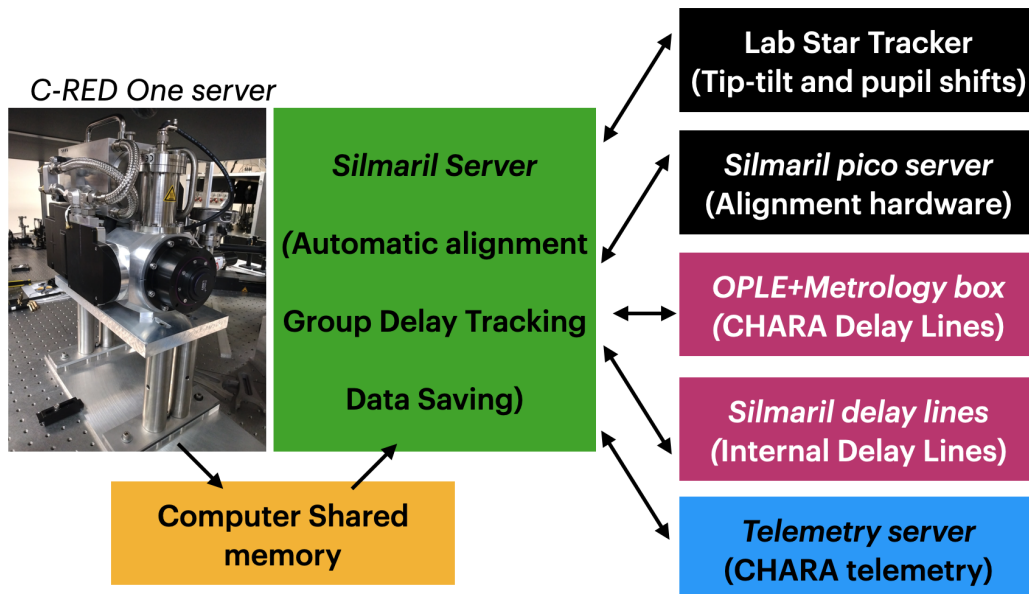 C-RED One server
Silmaril Server
(Automatic alignment
Group Delay Tracking
Data Saving)
Computer Shared
memory
Lab Star Tracker
(Tip-tilt and pupil shifts)
Silmaril pico server
(Alignment hardware)
OPLE+Metrology box
(CHARA Delay Lines)
Silmaril delay lines
(Internal Delay Lines)
Telemetry server
(CHARA telemetry)